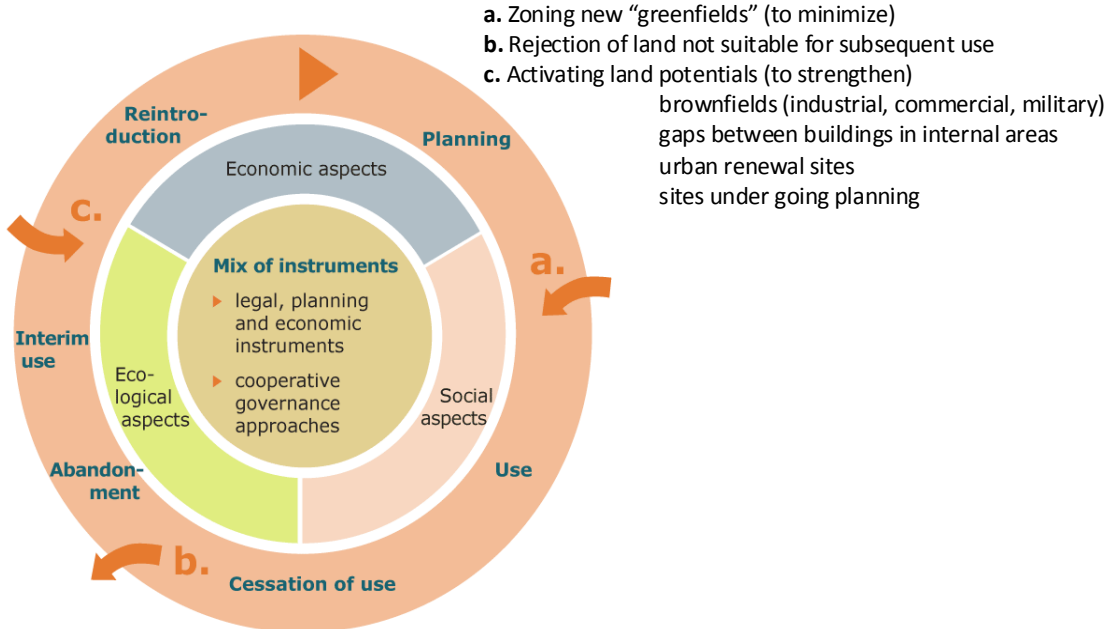 a. Zoning new “greenfields” (to minimize)
b. Rejection of land not suitable for subsequent use
c. Activating land potentials (to strengthen)
brownfields (industrial, commercial, military)
gaps between buildings in internal areas
urban renewal sites
sites under going planning
Reintro-
duction
Planning
Economic aspects
c.
a.
Mix of instruments
legal, planning
and economic
instruments
cooperative
governance
approaches
Interim
use
Eco-
logical
aspects
Social
aspects
Abandon-
ment
Use
b.
Cessation of use